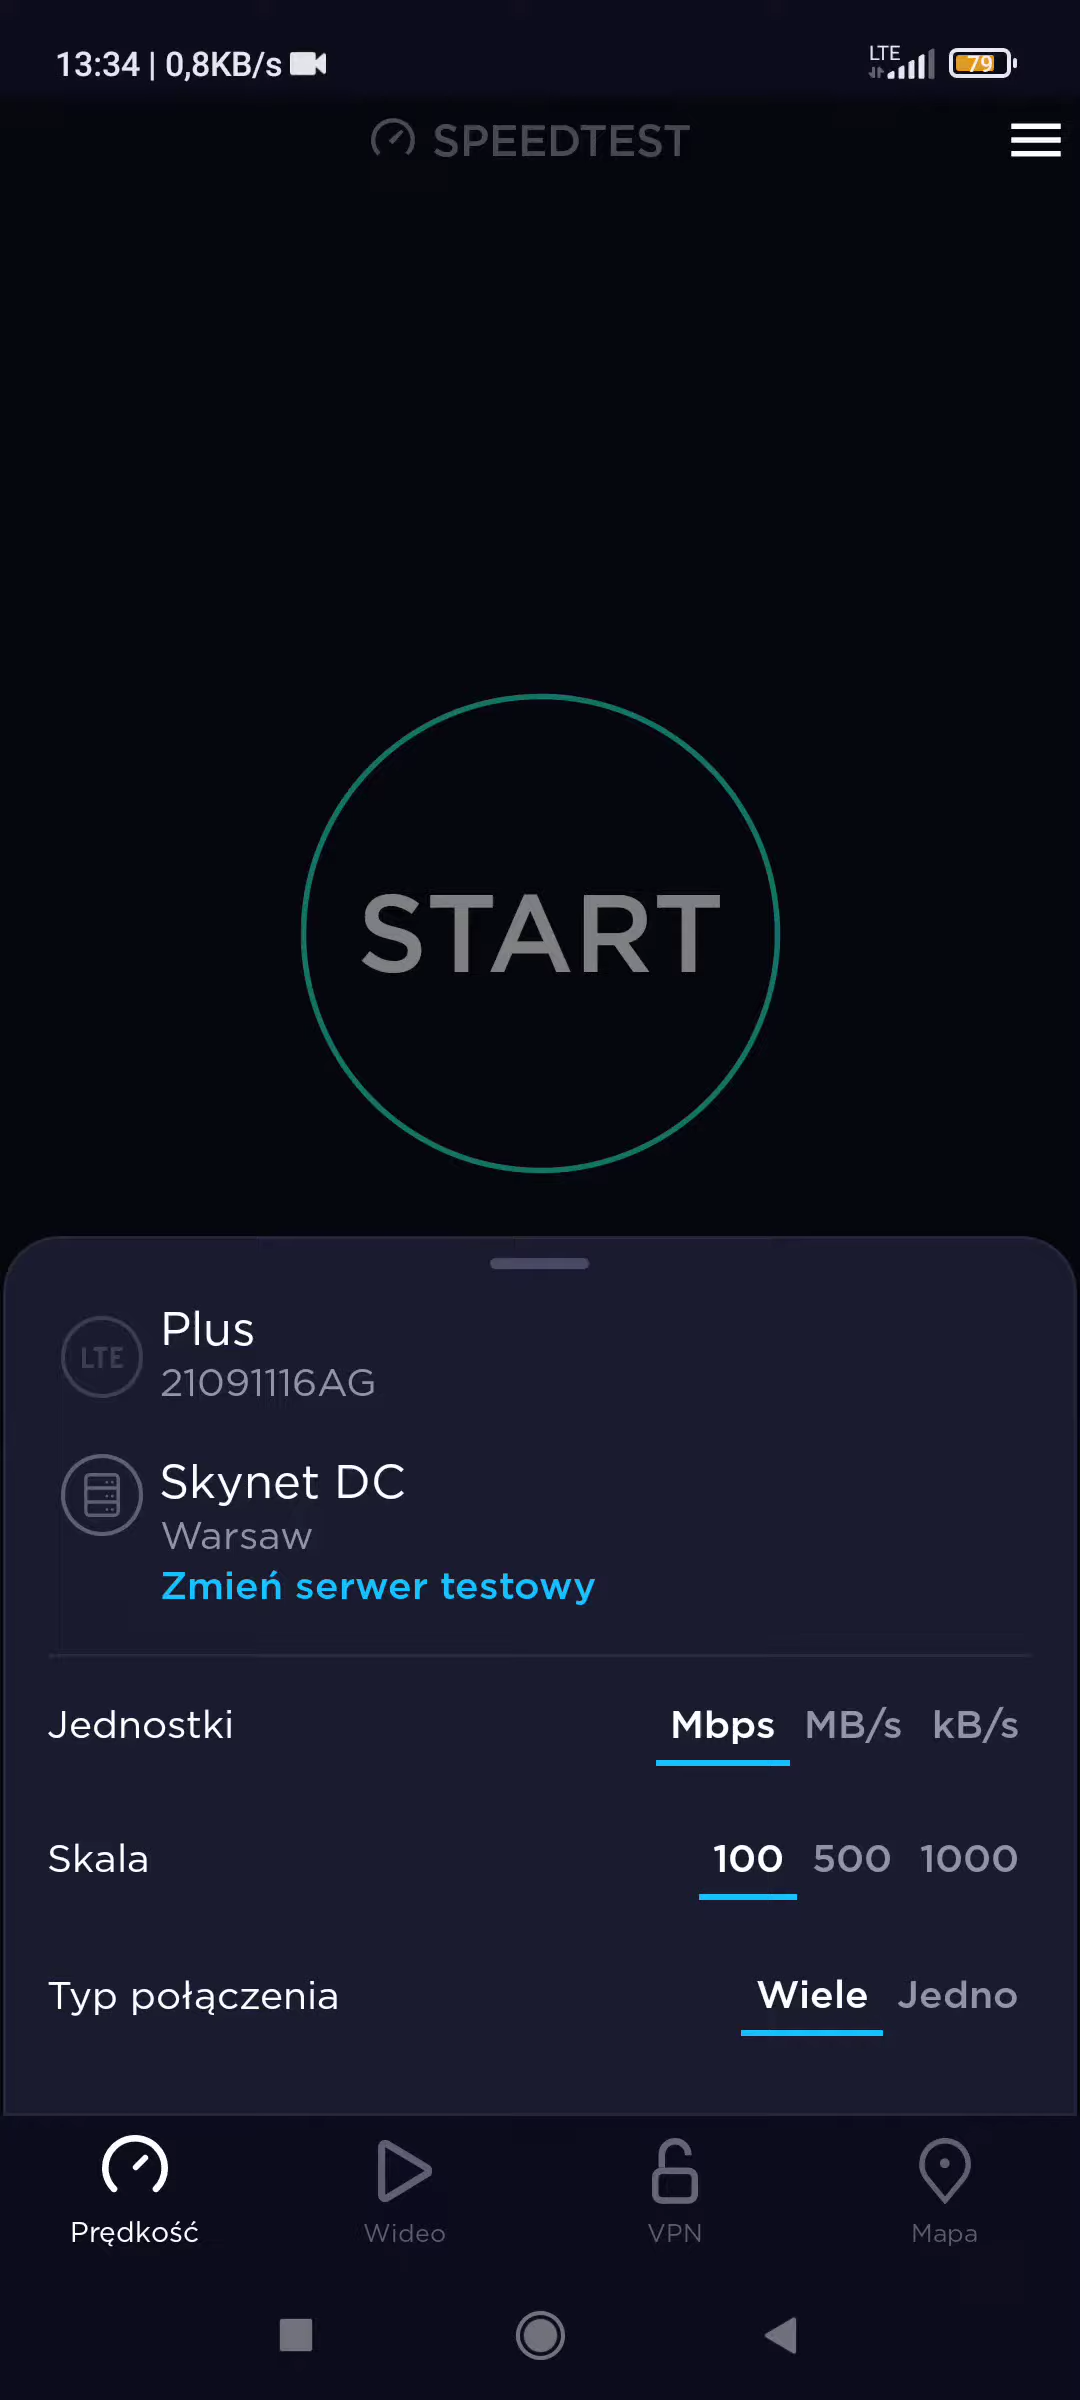 13:34 | 0,8KB/s
LTE
79
SPEEDTEST
START
LTE
Plus
21091116AG
Skynet DC
Warsaw
Zmień serwer testowy
Jednostki Mbps MB/s kB/s
Skala 100 500 1000
Typ połączenia Wiele Jedno
Prędkość Wideo VPN Mapa